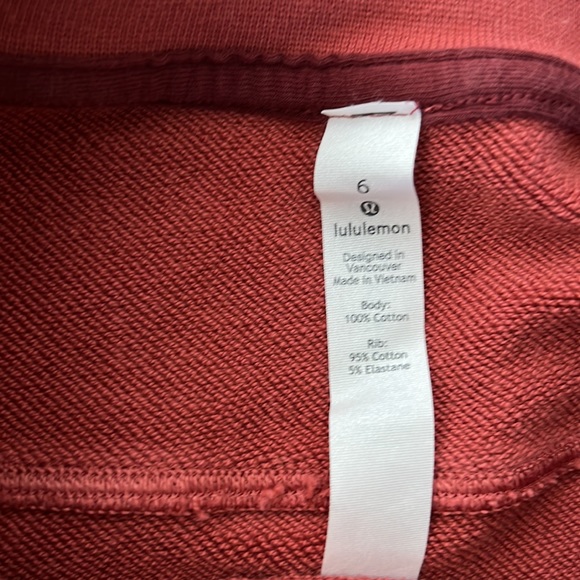 6
lululemon
Designed in
Vancouver
Made in Vietnam
Body:
100% Cotton
Rib:
95% Cotton
5% Elastane